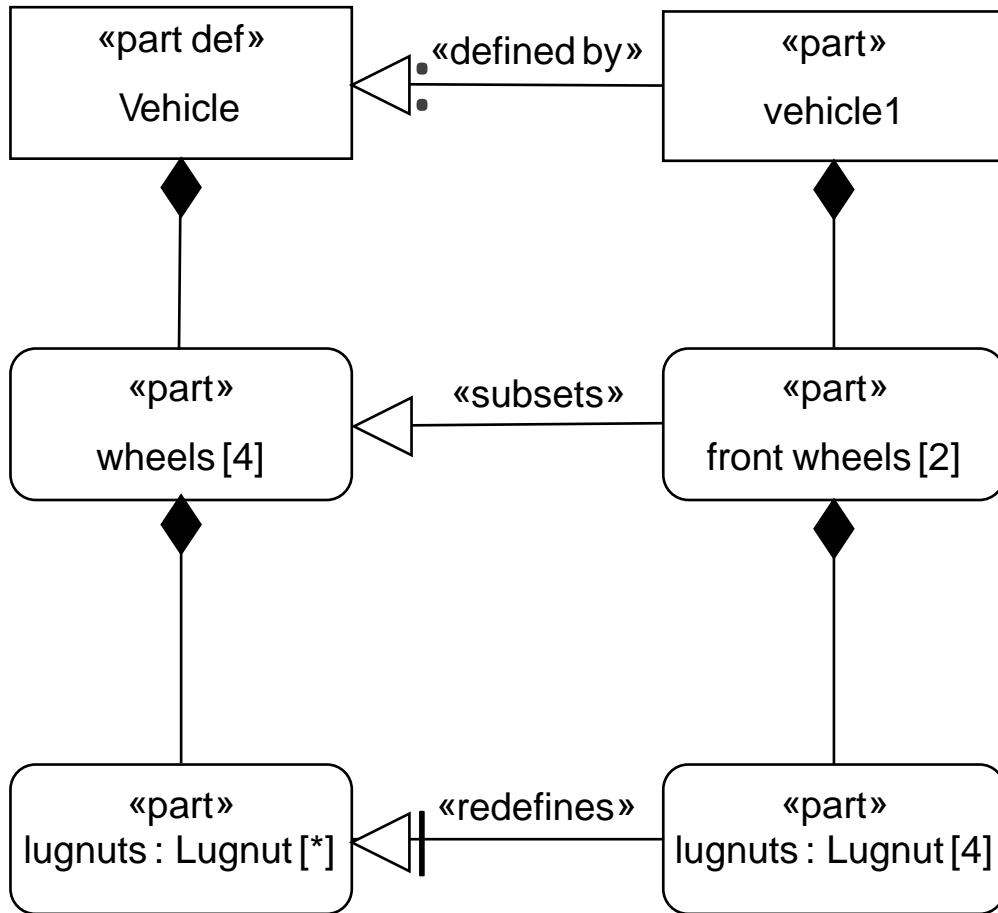 «part def»
Vehicle
«defined by»
«part»
vehicle1
«part»
wheels [4]
«subsets»
«part»
front wheels [2]
«part»
lugnuts : Lugnut [*]
«redefines»
«part»
lugnuts : Lugnut [4]